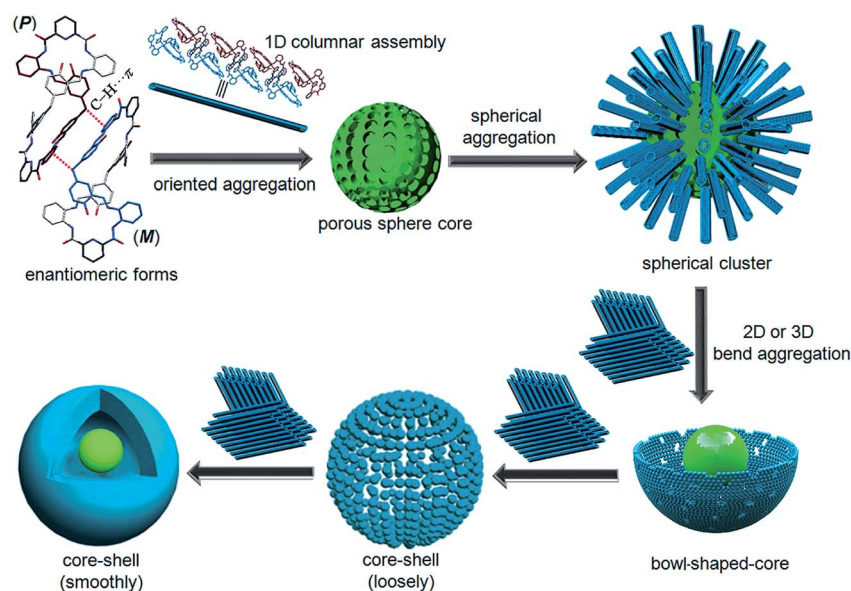 (P)
1D columnar assembly
C-H···π
spherical
aggregation
oriented aggregation
porous sphere core
(M)
enantiomeric forms
spherical cluster
2D or 3D
bend aggregation
core-shell
(smoothly)
core-shell
(loosely)
bowl-shaped-core